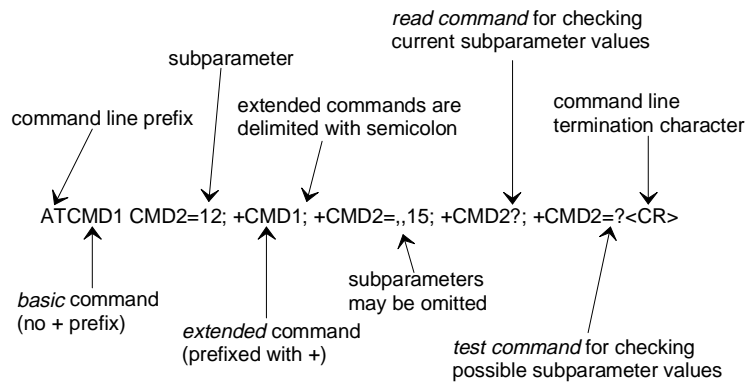 read command for checking
current subparameter values
subparameter
extended commands are
delimited with semicolon
command line
termination character
command line prefix
ATCMD1 CMD2=12; +CMD1; +CMD2=,,15; +CMD2?; +CMD2=?<CR>
subparameters
may be omitted
basic command
(no + prefix)
extended command
(prefixed with +)
test command for checking
possible subparameter values